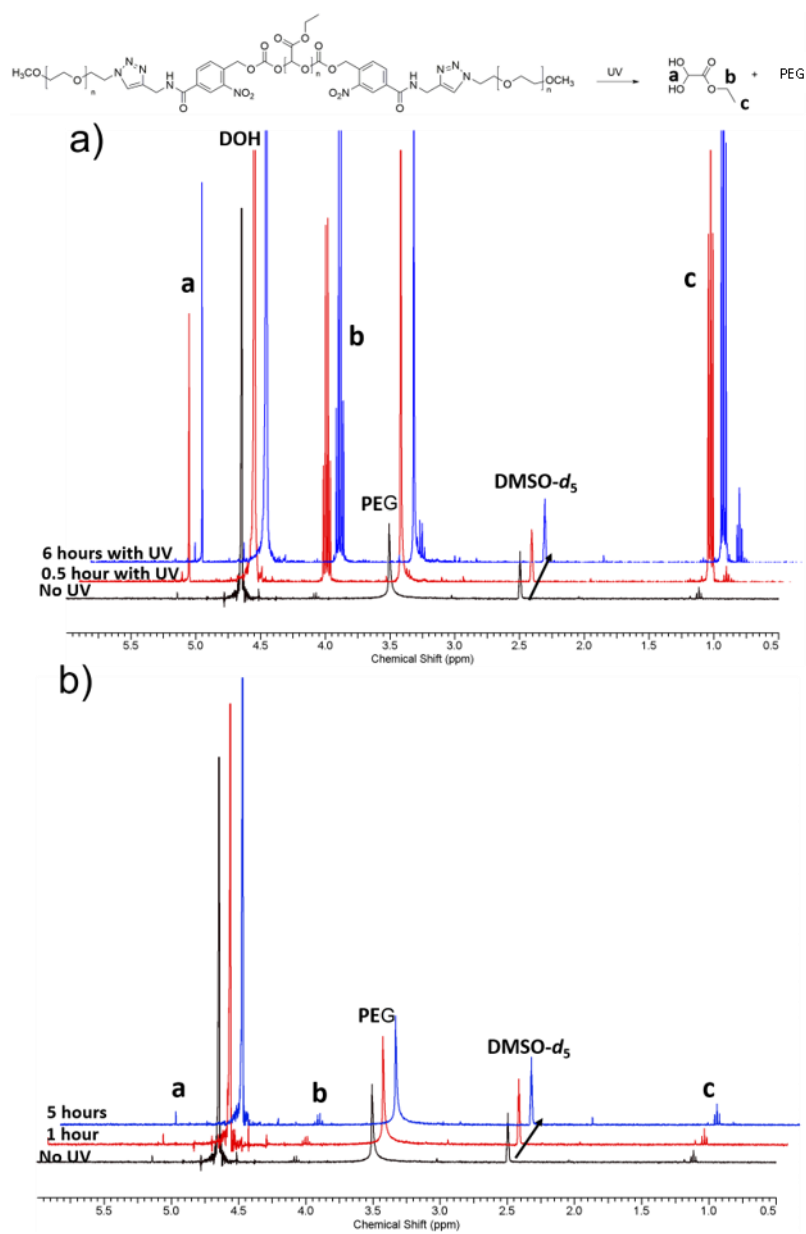 H₃CO O n O N N N NH O NO₂ O O O O O O n O O O NO₂ O NH N N N O O n OCH₃ UV HO HO O O a b c + PEG
a)
DOH
a
b
c
DMSO-d₅
PEG
6 hours with UV
0.5 hour with UV
No UV
5.5 5.0 4.5 4.0 3.5 3.0 2.5 2.0 1.5 1.0 0.5
Chemical Shift (ppm)
b)
PEG
DMSO-d₅
a
b
c
5 hours
1 hour
No UV
5.5 5.0 4.5 4.0 3.5 3.0 2.5 2.0 1.5 1.0 0.5
Chemical Shift (ppm)